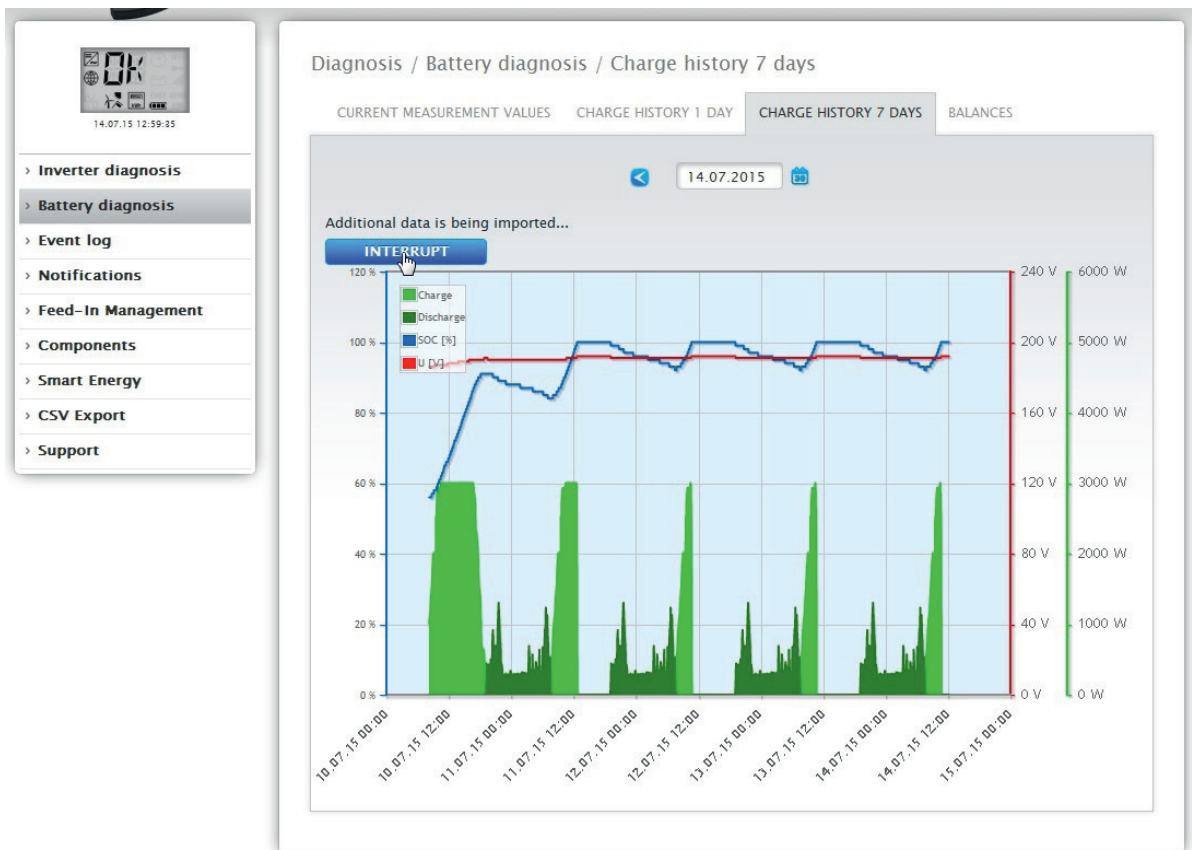 OK
14.07.15 12:59:35
› Inverter diagnosis
› Battery diagnosis
› Event log
› Notifications
› Feed-In Management
› Components
› Smart Energy
› CSV Export
› Support
Diagnosis / Battery diagnosis / Charge history 7 days
CURRENT MEASUREMENT VALUES CHARGE HISTORY 1 DAY CHARGE HISTORY 7 DAYS BALANCES
14.07.2015 30
Additional data is being imported...
INTERRUPT
120 % 240 V 6000 W
Charge
Discharge
100 % SOC [%] 200 V 5000 W
U [V]
80 % 160 V 4000 W
60 % 120 V 3000 W
40 % 80 V 2000 W
20 % 40 V 1000 W
0 % 0 V 0 W
10.07.15 00:00 10.07.15 12:00 11.07.15 00:00 11.07.15 12:00 12.07.15 00:00 12.07.15 12:00 13.07.15 00:00 13.07.15 12:00 14.07.15 00:00 14.07.15 12:00 15.07.15 00:00